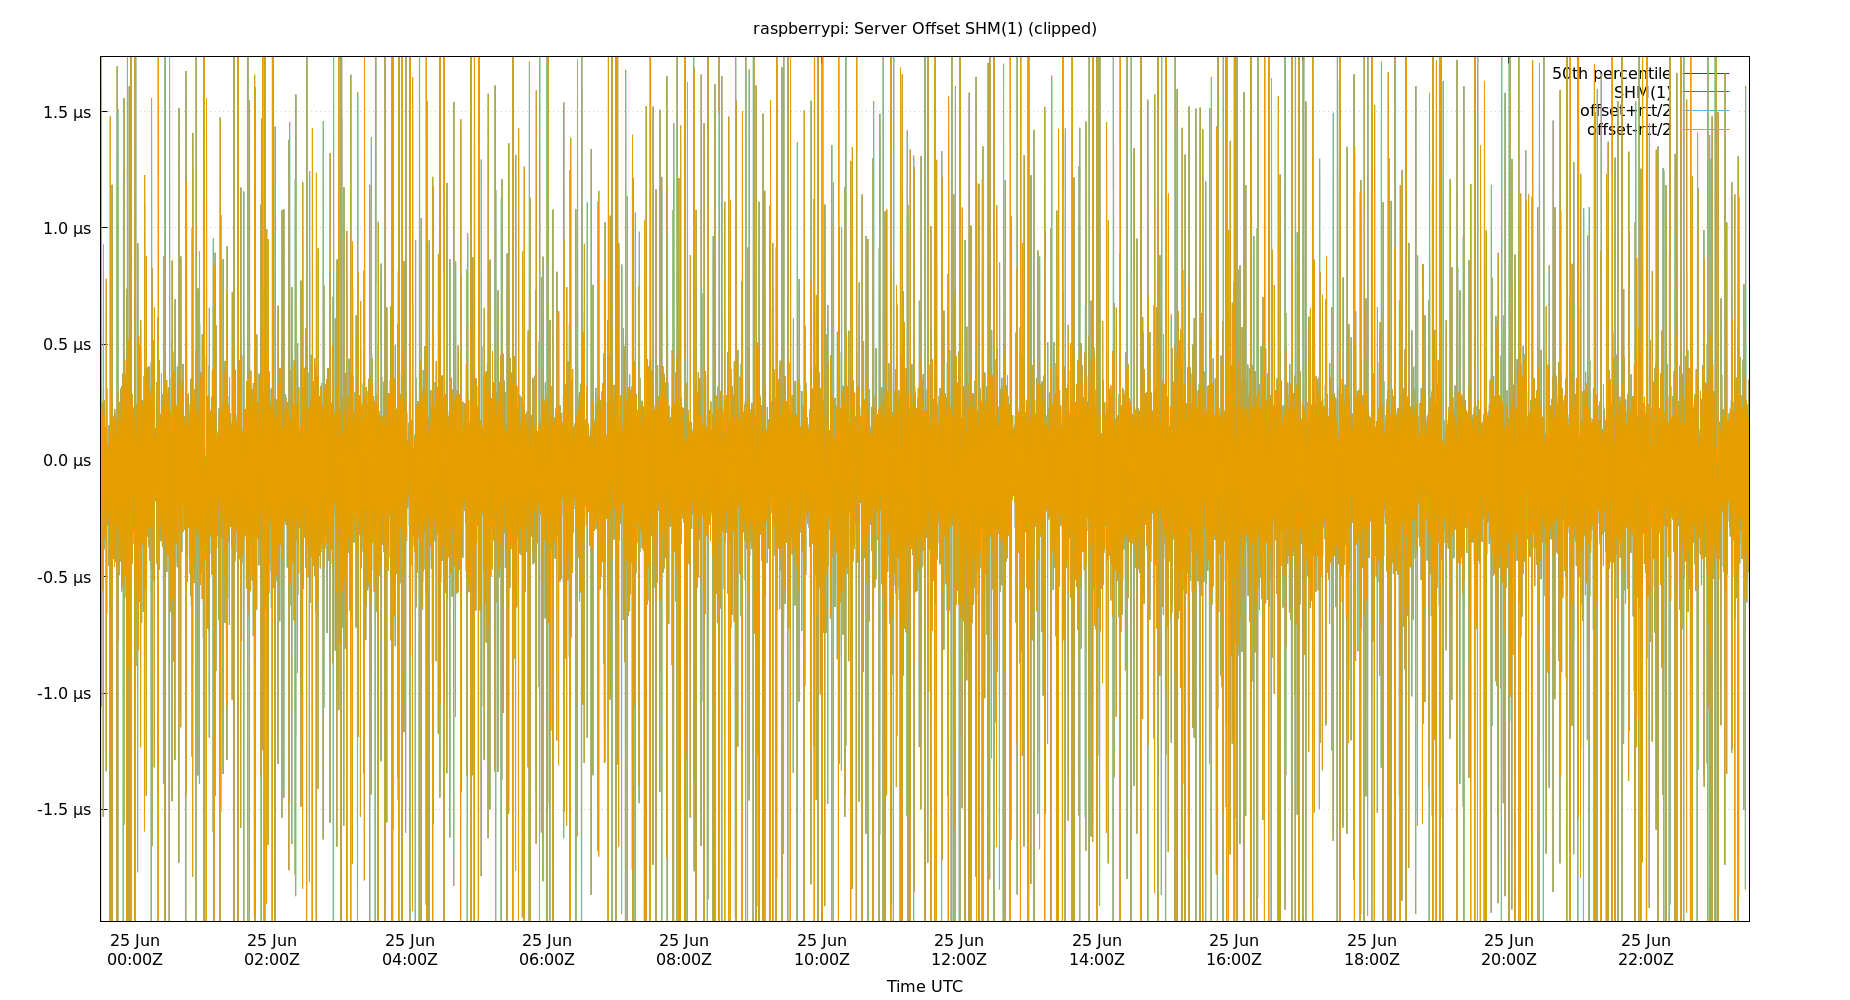 raspberrypi: Server Offset SHM(1) (clipped)
50th percentile
SHM(1)
offset+rtt/2
offset-rtt/2
1.5 µs
1.0 µs
0.5 µs
0.0 µs
-0.5 µs
-1.0 µs
-1.5 µs
25 Jun 25 Jun 25 Jun 25 Jun 25 Jun 25 Jun 25 Jun 25 Jun 25 Jun 25 Jun 25 Jun 25 Jun
00:00Z 02:00Z 04:00Z 06:00Z 08:00Z 10:00Z 12:00Z 14:00Z 16:00Z 18:00Z 20:00Z 22:00Z
Time UTC